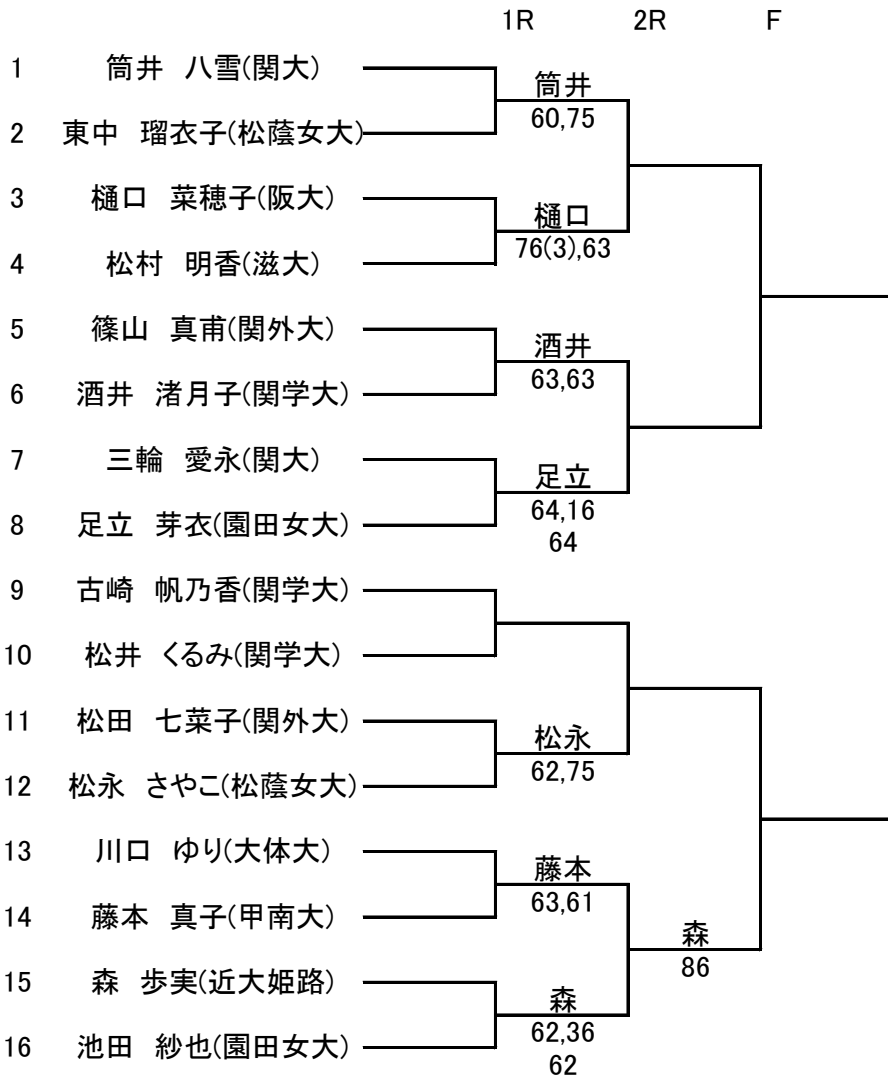 1R 2R F
1 筒井 八雪(関大)
筒井
60,75
2 東中 瑠衣子(松蔭女大)
3 樋口 菜穂子(阪大)
樋口
76(3),63
4 松村 明香(滋大)
5 篠山 真甫(関外大)
酒井
63,63
6 酒井 渚月子(関学大)
7 三輪 愛永(関大)
足立
64,16
64
8 足立 芽衣(園田女大)
9 古崎 帆乃香(関学大)
10 松井 くるみ(関学大)
11 松田 七菜子(関外大)
松永
62,75
12 松永 さやこ(松蔭女大)
13 川口 ゆり(大体大)
藤本
63,61
14 藤本 真子(甲南大)
森
86
15 森 歩実(近大姫路)
森
62,36
62
16 池田 紗也(園田女大)